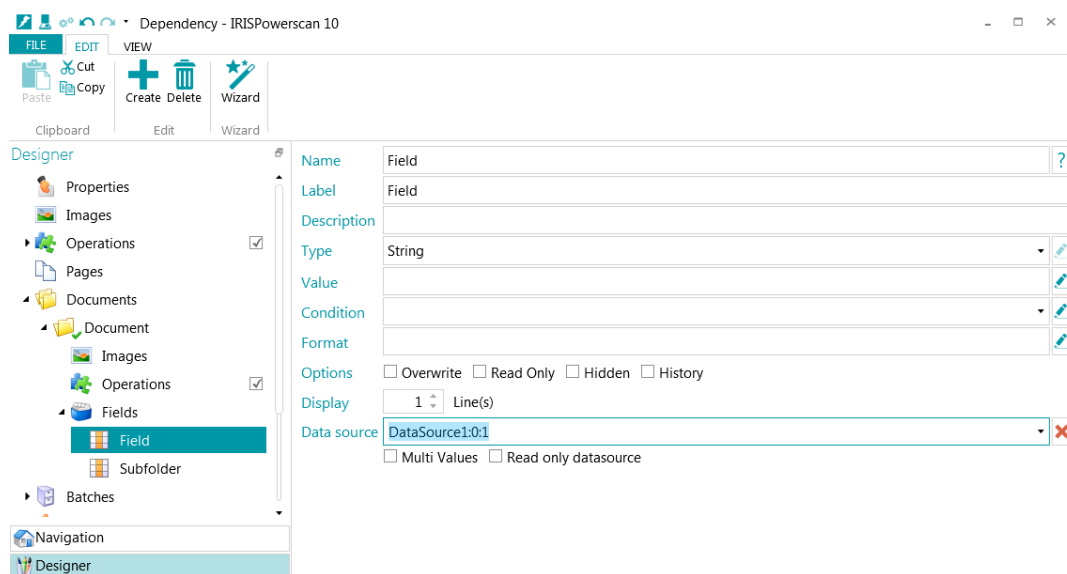 Dependency - IRISPowerscan 10
FILE EDIT VIEW
Paste Cut Copy Create Delete Wizard
Clipboard Edit Wizard
Designer
Properties
Images
Operations
Pages
Documents
Document
Images
Operations
Fields
Field
Subfolder
Batches
Navigation
Designer
Name Field ?
Label Field
Description
Type String
Value
Condition
Format
Options Overwrite Read Only Hidden History
Display 1 Line(s)
Data source DataSource1:0:1
Multi Values Read only datasource